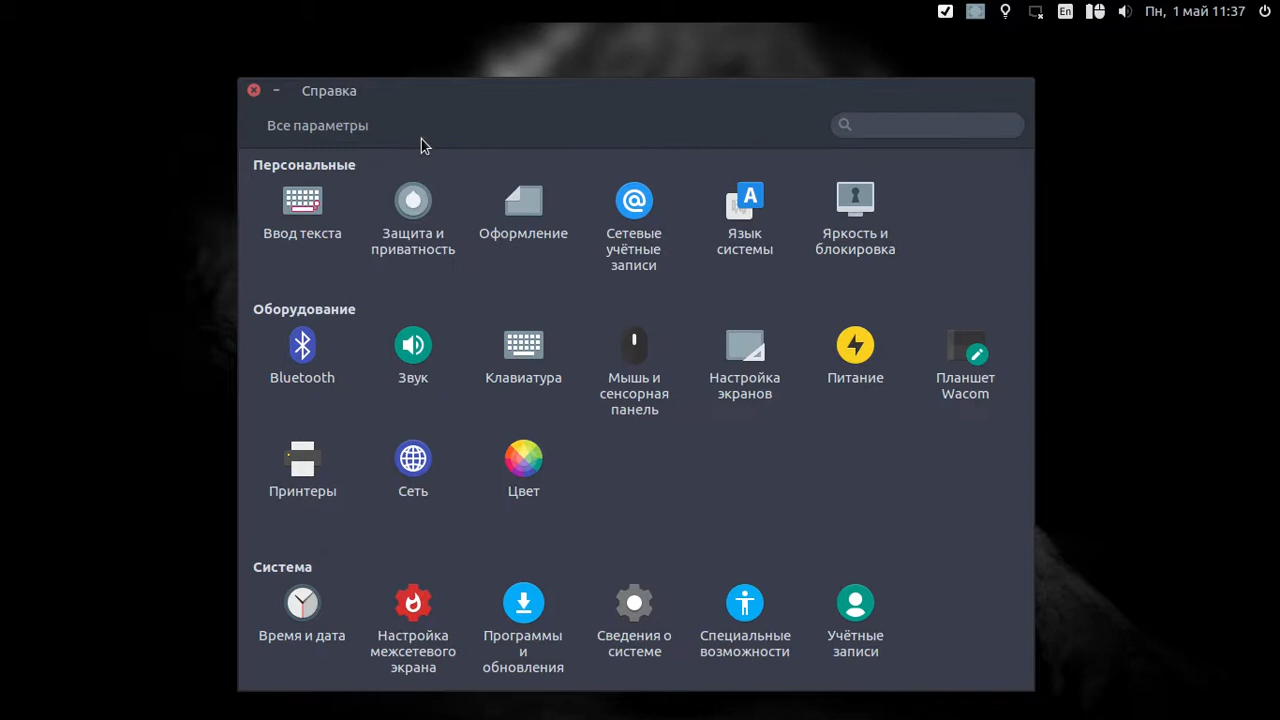 En
Пн, 1 май 11:37
Справка
Все параметры
Персональные
Ввод текста
Защита и
приватность
Оформление
Сетевые
учётные
записи
A
Язык
системы
Яркость и
блокировка
Оборудование
Bluetooth
Звук
Клавиатура
Мышь и
сенсорная
панель
Настройка
экранов
Питание
Планшет
Wacom
Принтеры
Сеть
Цвет
Система
Время и дата
Настройка
межсетевого
экрана
Программы
и
обновления
Сведения о
системе
Специальные
возможности
Учётные
записи